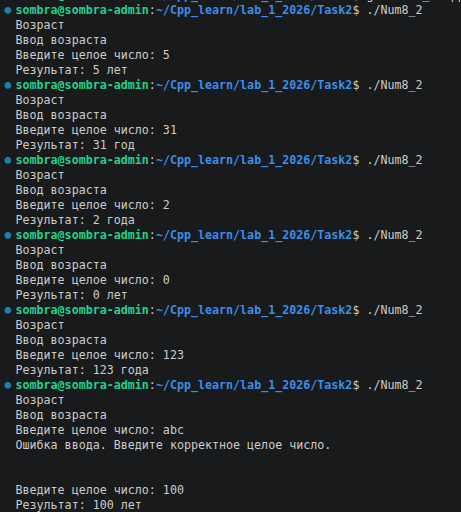 sombra@sombra-admin:~/Cpp_learn/lab_1_2026/Task2$ ./Num8_2
Возраст
Ввод возраста
Введите целое число: 5
Результат: 5 лет
sombra@sombra-admin:~/Cpp_learn/lab_1_2026/Task2$ ./Num8_2
Возраст
Ввод возраста
Введите целое число: 31
Результат: 31 год
sombra@sombra-admin:~/Cpp_learn/lab_1_2026/Task2$ ./Num8_2
Возраст
Ввод возраста
Введите целое число: 2
Результат: 2 года
sombra@sombra-admin:~/Cpp_learn/lab_1_2026/Task2$ ./Num8_2
Возраст
Ввод возраста
Введите целое число: 0
Результат: 0 лет
sombra@sombra-admin:~/Cpp_learn/lab_1_2026/Task2$ ./Num8_2
Возраст
Ввод возраста
Введите целое число: 123
Результат: 123 года
sombra@sombra-admin:~/Cpp_learn/lab_1_2026/Task2$ ./Num8_2
Возраст
Ввод возраста
Введите целое число: abc
Ошибка ввода. Введите корректное целое число.
Введите целое число: 100
Результат: 100 лет